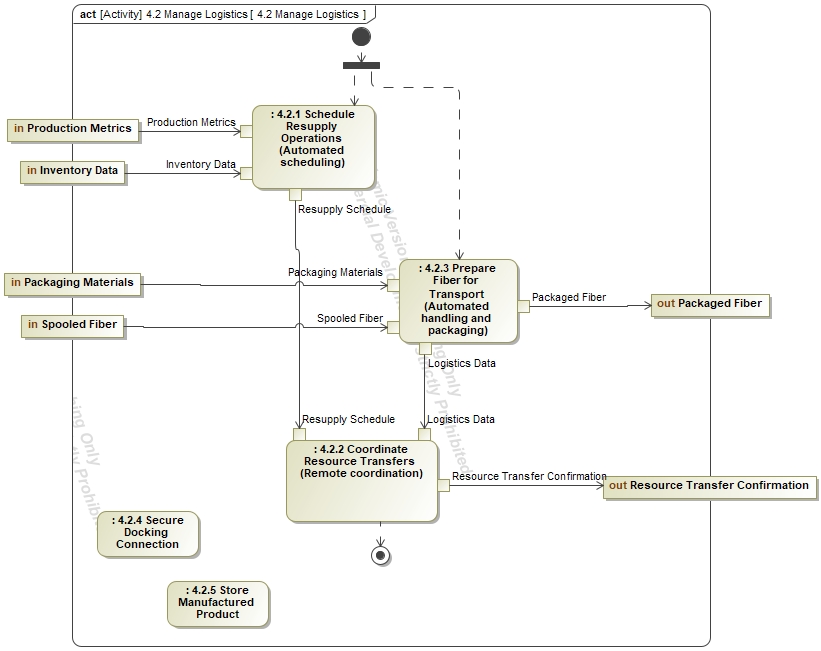 act [Activity] 4.2 Manage Logistics [ 4.2 Manage Logistics ]
: 4.2.1 Schedule
Resupply
Operations
(Automated
scheduling)
in Production Metrics
Production Metrics
in Inventory Data
Inventory Data
Resupply Schedule
: 4.2.3 Prepare
Fiber for
Transport
(Automated
handling and
packaging)
in Packaging Materials
Packaging Materials
in Spooled Fiber
Spooled Fiber
Packaged Fiber
out Packaged Fiber
Logistics Data
Resupply Schedule
Logistics Data
: 4.2.2 Coordinate
Resource Transfers
(Remote coordination)
Resource Transfer Confirmation
out Resource Transfer Confirmation
: 4.2.4 Secure
Docking
Connection
: 4.2.5 Store
Manufactured
Product